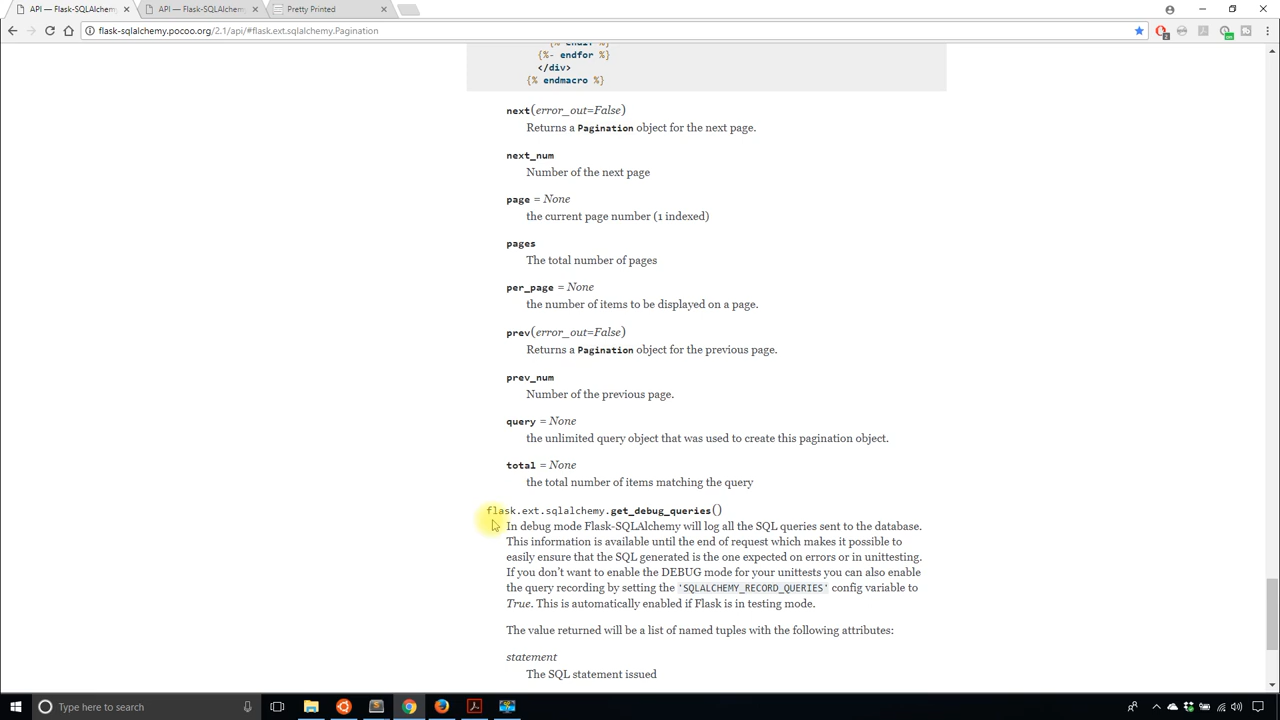 API — Flask-SQLAlchemy
API — Flask-SQLAlchemy
Pretty Printed
flask-sqlalchemy.pocoo.org/2.1/api/#flask.ext.sqlalchemy.Pagination
{%- endfor %}
</div>
{% endmacro %}
next(error_out=False)
Returns a Pagination object for the next page.
next_num
Number of the next page
page = None
the current page number (1 indexed)
pages
The total number of pages
per_page = None
the number of items to be displayed on a page.
prev(error_out=False)
Returns a Pagination object for the previous page.
prev_num
Number of the previous page.
query = None
the unlimited query object that was used to create this pagination object.
total = None
the total number of items matching the query
flask.ext.sqlalchemy.get_debug_queries()
In debug mode Flask-SQLAlchemy will log all the SQL queries sent to the database.
This information is available until the end of request which makes it possible to
easily ensure that the SQL generated is the one expected on errors or in unittesting.
If you don't want to enable the DEBUG mode for your unittests you can also enable
the query recording by setting the 'SQLALCHEMY_RECORD_QUERIES' config variable to
True. This is automatically enabled if Flask is in testing mode.
The value returned will be a list of named tuples with the following attributes:
statement
The SQL statement issued
Type here to search